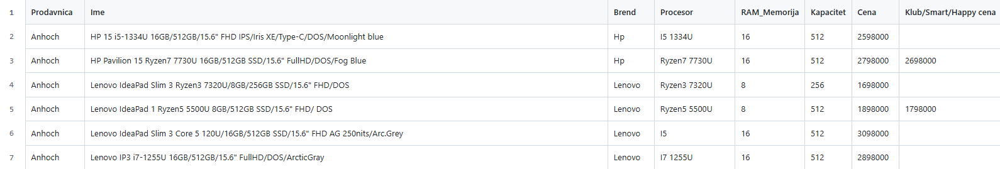 1 Prodavnica Ime Brend Procesor RAM_Memorija Kapacitet Cena Klub/Smart/Happy cena
2 Anhoch HP 15 i5-1334U 16GB/512GB/15.6" FHD IPS/Iris XE/Type-C/DOS/Moonlight blue Hp I5 1334U 16 512 2598000
3 Anhoch HP Pavilion 15 Ryzen7 7730U 16GB/512GB SSD/15.6" FullHD/DOS/Fog Blue Hp Ryzen7 7730U 16 512 2798000 2698000
4 Anhoch Lenovo IdeaPad Slim 3 Ryzen3 7320U/8GB/256GB SSD/15.6" FHD/DOS Lenovo Ryzen3 7320U 8 256 1698000
5 Anhoch Lenovo IdeaPad 1 Ryzen5 5500U 8GB/512GB SSD/15.6" FHD/ DOS Lenovo Ryzen5 5500U 8 512 1898000 1798000
6 Anhoch Lenovo IdeaPad Slim 3 Core 5 120U/16GB/512GB SSD/15.6" FHD AG 250nits/Arc.Grey Lenovo I5 16 512 3098000
7 Anhoch Lenovo IP3 i7-1255U 16GB/512GB/15.6" FullHD/DOS/ArcticGray Lenovo I7 1255U 16 512 2898000